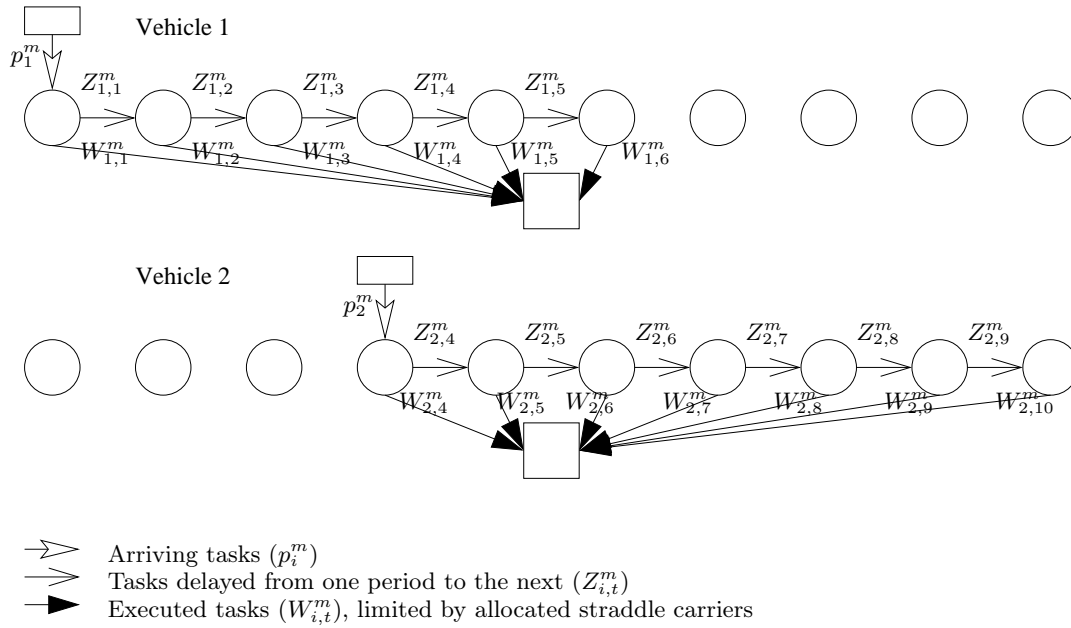 Vehicle 1
$p_1^m$
$Z_{1,1}^m$ $Z_{1,2}^m$ $Z_{1,3}^m$ $Z_{1,4}^m$ $Z_{1,5}^m$
$W_{1,1}^m$ $W_{1,2}^m$ $W_{1,3}^m$ $W_{1,4}^m$ $W_{1,5}^m$ $W_{1,6}^m$
Vehicle 2
$p_2^m$
$Z_{2,4}^m$ $Z_{2,5}^m$ $Z_{2,6}^m$ $Z_{2,7}^m$ $Z_{2,8}^m$ $Z_{2,9}^m$
$W_{2,4}^m$ $W_{2,5}^m$ $W_{2,6}^m$ $W_{2,7}^m$ $W_{2,8}^m$ $W_{2,9}^m$ $W_{2,10}^m$
Arriving tasks ($p_i^m$)
Tasks delayed from one period to the next ($Z_{i,t}^m$)
Executed tasks ($W_{i,t}^m$), limited by allocated straddle carriers